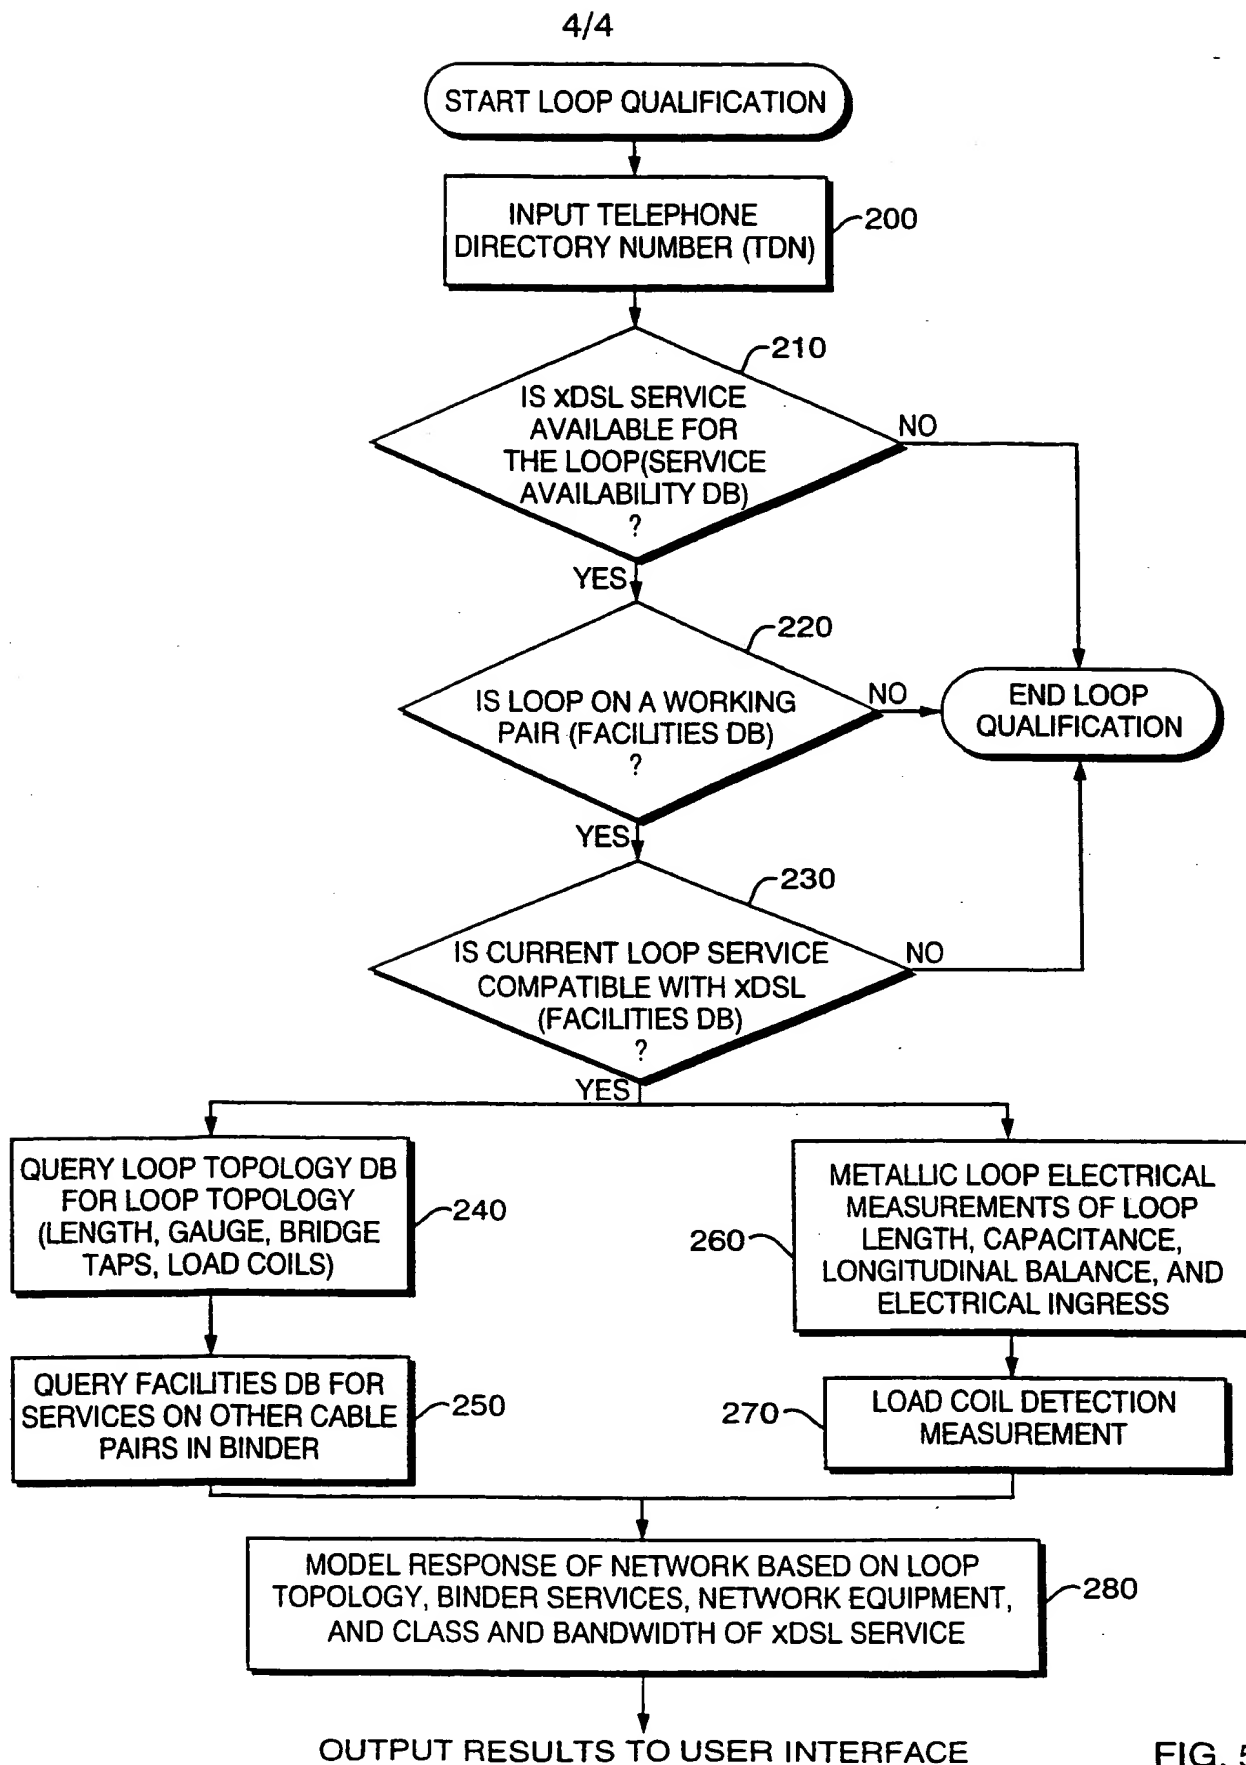 4/4
START LOOP QUALIFICATION
INPUT TELEPHONE
DIRECTORY NUMBER (TDN)
200
210
IS xDSL SERVICE
AVAILABLE FOR
THE LOOP(SERVICE
AVAILABILITY DB)
?
NO
YES
220
IS LOOP ON A WORKING
PAIR (FACILITIES DB)
?
NO
END LOOP
QUALIFICATION
YES
230
IS CURRENT LOOP SERVICE
COMPATIBLE WITH xDSL
(FACILITIES DB)
?
NO
YES
QUERY LOOP TOPOLOGY DB
FOR LOOP TOPOLOGY
(LENGTH, GAUGE, BRIDGE
TAPS, LOAD COILS)
240
260
METALLIC LOOP ELECTRICAL
MEASUREMENTS OF LOOP
LENGTH, CAPACITANCE,
LONGITUDINAL BALANCE, AND
ELECTRICAL INGRESS
QUERY FACILITIES DB FOR
SERVICES ON OTHER CABLE
PAIRS IN BINDER
250
270
LOAD COIL DETECTION
MEASUREMENT
MODEL RESPONSE OF NETWORK BASED ON LOOP
TOPOLOGY, BINDER SERVICES, NETWORK EQUIPMENT,
AND CLASS AND BANDWIDTH OF xDSL SERVICE
280
OUTPUT RESULTS TO USER INTERFACE
FIG. 5